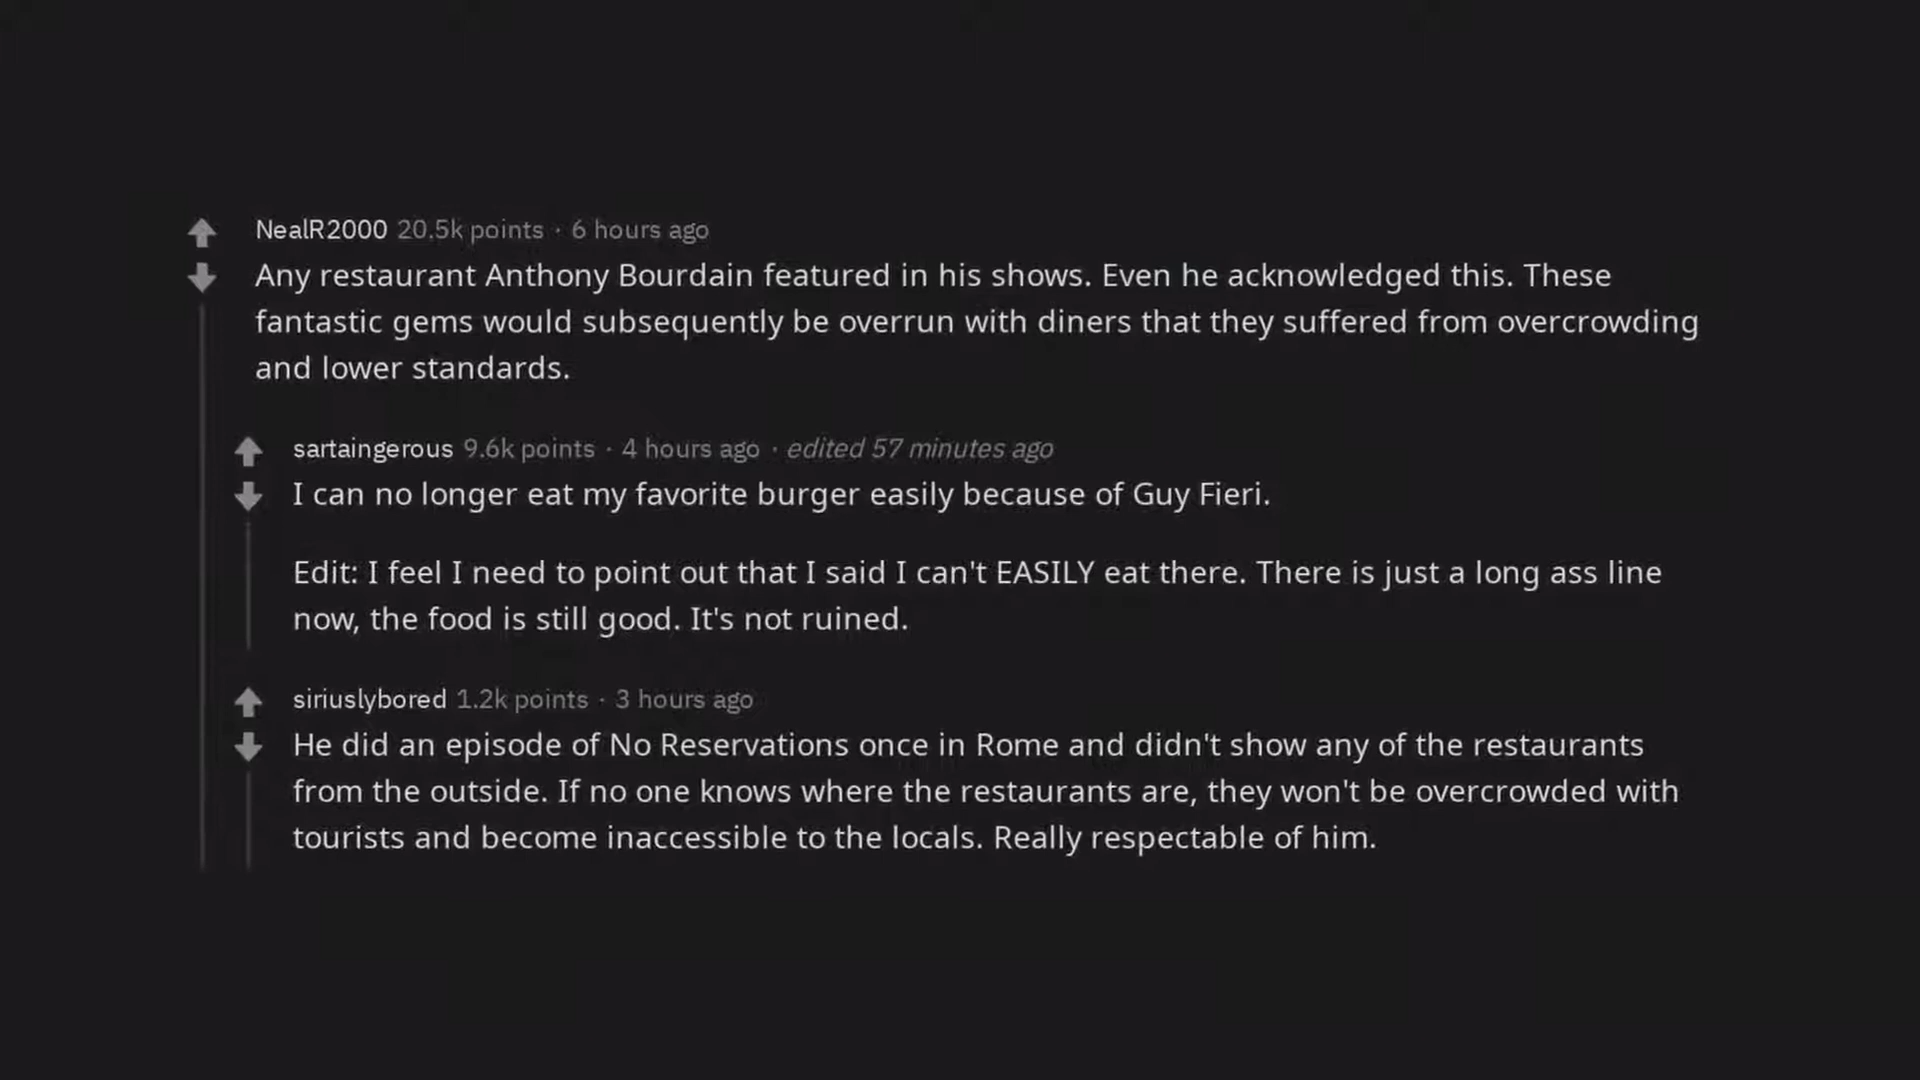 NealR2000 20.5k points · 6 hours ago
Any restaurant Anthony Bourdain featured in his shows. Even he acknowledged this. These
fantastic gems would subsequently be overrun with diners that they suffered from overcrowding
and lower standards.
sartaingerous 9.6k points · 4 hours ago · edited 57 minutes ago
I can no longer eat my favorite burger easily because of Guy Fieri.
Edit: I feel I need to point out that I said I can't EASILY eat there. There is just a long ass line
now, the food is still good. It's not ruined.
siriuslybored 1.2k points · 3 hours ago
He did an episode of No Reservations once in Rome and didn't show any of the restaurants
from the outside. If no one knows where the restaurants are, they won't be overcrowded with
tourists and become inaccessible to the locals. Really respectable of him.